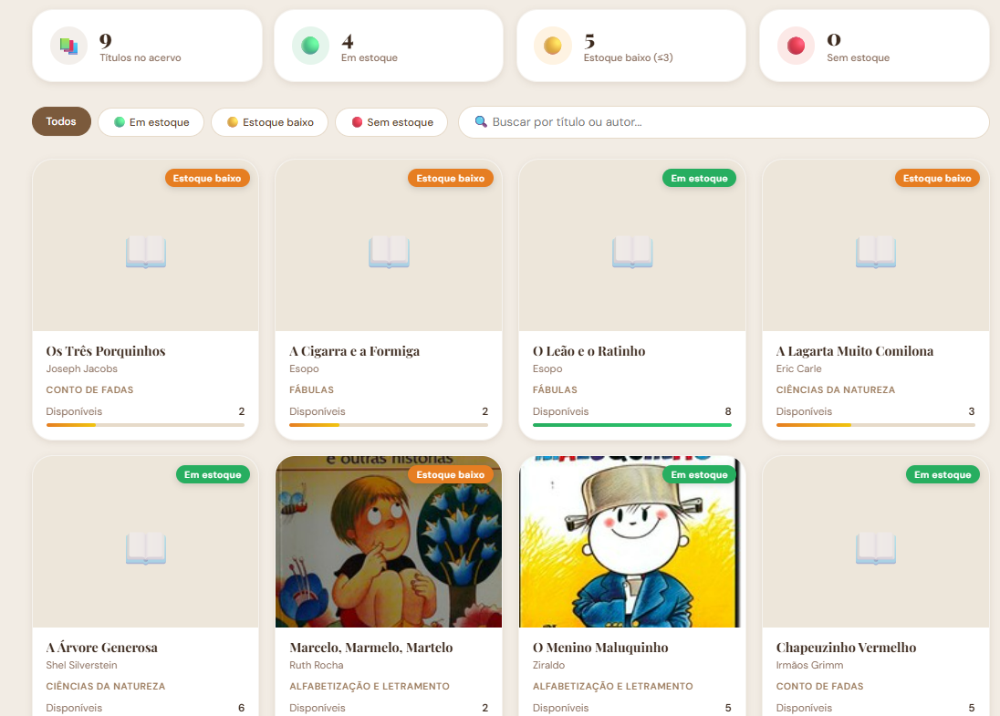 9
Títulos no acervo
4
Em estoque
5
Estoque baixo (≤3)
0
Sem estoque
Todos
Em estoque
Estoque baixo
Sem estoque
Buscar por título ou autor...
Estoque baixo
Estoque baixo
Em estoque
Estoque baixo
Os Três Porquinhos
Joseph Jacobs
CONTO DE FADAS
Disponíveis 2
A Cigarra e a Formiga
Esopo
FÁBULAS
Disponíveis 2
O Leão e o Ratinho
Esopo
FÁBULAS
Disponíveis 8
A Lagarta Muito Comilona
Eric Carle
CIÊNCIAS DA NATUREZA
Disponíveis 3
Em estoque
e outras histórias
Estoque baixo
Em estoque
Em estoque
A Árvore Generosa
Shel Silverstein
CIÊNCIAS DA NATUREZA
Disponíveis 6
Marcelo, Marmelo, Martelo
Ruth Rocha
ALFABETIZAÇÃO E LETRAMENTO
Disponíveis 2
O Menino Maluquinho
Ziraldo
ALFABETIZAÇÃO E LETRAMENTO
Disponíveis 5
Chapeuzinho Vermelho
Irmãos Grimm
CONTO DE FADAS
Disponíveis 5